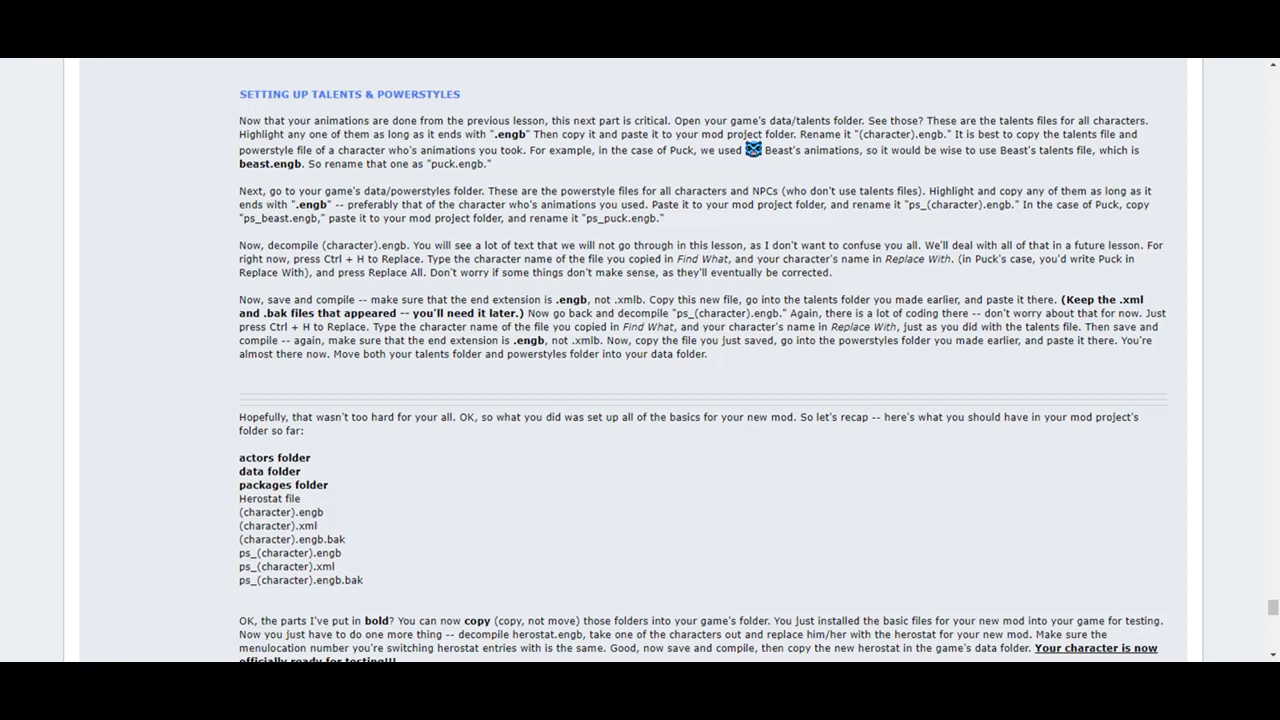 SETTING UP TALENTS & POWERSTYLES
Now that your animations are done from the previous lesson, this next part is critical. Open your game's data/talents folder. See those? These are the talents files for all characters.
Highlight any one of them as long as it ends with ".engb" Then copy it and paste it to your mod project folder. Rename it "(character).engb." It is best to copy the talents file and
powerstyle file of a character who's animations you took. For example, in the case of Puck, we used Beast's animations, so it would be wise to use Beast's talents file, which is
beast.engb. So rename that one as "puck.engb."
Next, go to your game's data/powerstyles folder. These are the powerstyle files for all characters and NPCs (who don't use talents files). Highlight and copy any of them as long as it
ends with ".engb" -- preferably that of the character who's animations you used. Paste it to your mod project folder, and rename it "ps_(character).engb." In the case of Puck, copy
"ps_beast.engb," paste it to your mod project folder, and rename it "ps_puck.engb."
Now, decompile (character).engb. You will see a lot of text that we will not go through in this lesson, as I don't want to confuse you all. We'll deal with all of that in a future lesson. For
right now, press Ctrl + H to Replace. Type the character name of the file you copied in Find What, and your character's name in Replace With. (in Puck's case, you'd write Puck in
Replace With), and press Replace All. Don't worry if some things don't make sense, as they'll eventually be corrected.
Now, save and compile -- make sure that the end extension is .engb, not .xmlb. Copy this new file, go into the talents folder you made earlier, and paste it there. (Keep the .xml
and .bak files that appeared -- you'll need it later.) Now go back and decompile "ps_(character).engb." Again, there is a lot of coding there -- don't worry about that for now. Just
press Ctrl + H to Replace. Type the character name of the file you copied in Find What, and your character's name in Replace With, just as you did with the talents file. Then save and
compile -- again, make sure that the end extension is .engb, not .xmlb. Now, copy the file you just saved, go into the powerstyles folder you made earlier, and paste it there. You're
almost there now. Move both your talents folder and powerstyles folder into your data folder.
Hopefully, that wasn't too hard for your all. OK, so what you did was set up all of the basics for your new mod. So let's recap -- here's what you should have in your mod project's
folder so far:
actors folder
data folder
packages folder
Herostat file
(character).engb
(character).xml
(character).engb.bak
ps_(character).engb
ps_(character).xml
ps_(character).engb.bak
OK, the parts I've put in bold? You can now copy (copy, not move) those folders into your game's folder. You just installed the basic files for your new mod into your game for testing.
Now you just have to do one more thing -- decompile herostat.engb, take one of the characters out and replace him/her with the herostat for your new mod. Make sure the
menulocation number you're switching herostat entries with is the same. Good, now save and compile, then copy the new herostat in the game's data folder. Your character is now
officially ready for testing!!!